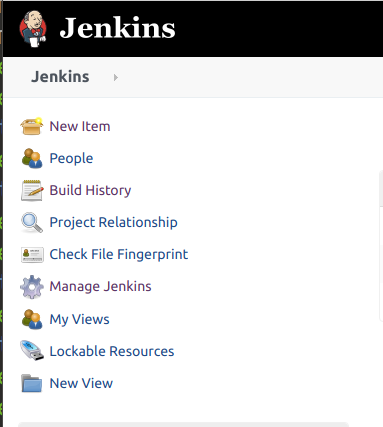 Jenkins
Jenkins
New Item
People
Build History
Project Relationship
Check File Fingerprint
Manage Jenkins
My Views
Lockable Resources
New View